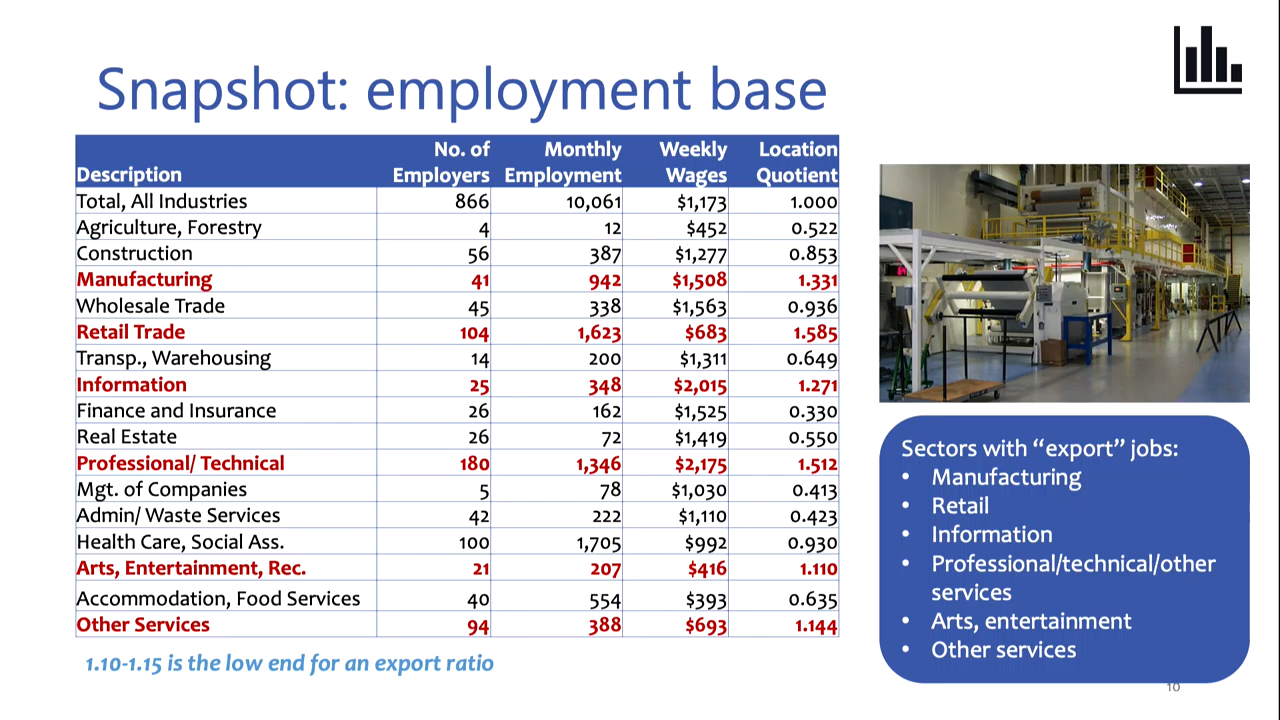 Snapshot: employment base
Description No. of Employers Monthly Employment Weekly Wages Location Quotient
Total, All Industries 866 10,061 $1,173 1.000
Agriculture, Forestry 4 12 $452 0.522
Construction 56 387 $1,277 0.853
Manufacturing 41 942 $1,508 1.331
Wholesale Trade 45 338 $1,563 0.936
Retail Trade 104 1,623 $683 1.585
Transp., Warehousing 14 200 $1,311 0.649
Information 25 348 $2,015 1.271
Finance and Insurance 26 162 $1,525 0.330
Real Estate 26 72 $1,419 0.550
Professional/ Technical 180 1,346 $2,175 1.512
Mgt. of Companies 5 78 $1,030 0.413
Admin/ Waste Services 42 222 $1,110 0.423
Health Care, Social Ass. 100 1,705 $992 0.930
Arts, Entertainment, Rec. 21 207 $416 1.110
Accommodation, Food Services 40 554 $393 0.635
Other Services 94 388 $693 1.144
1.10-1.15 is the low end for an export ratio
Sectors with “export” jobs:
• Manufacturing
• Retail
• Information
• Professional/technical/other
services
• Arts, entertainment
• Other services
10